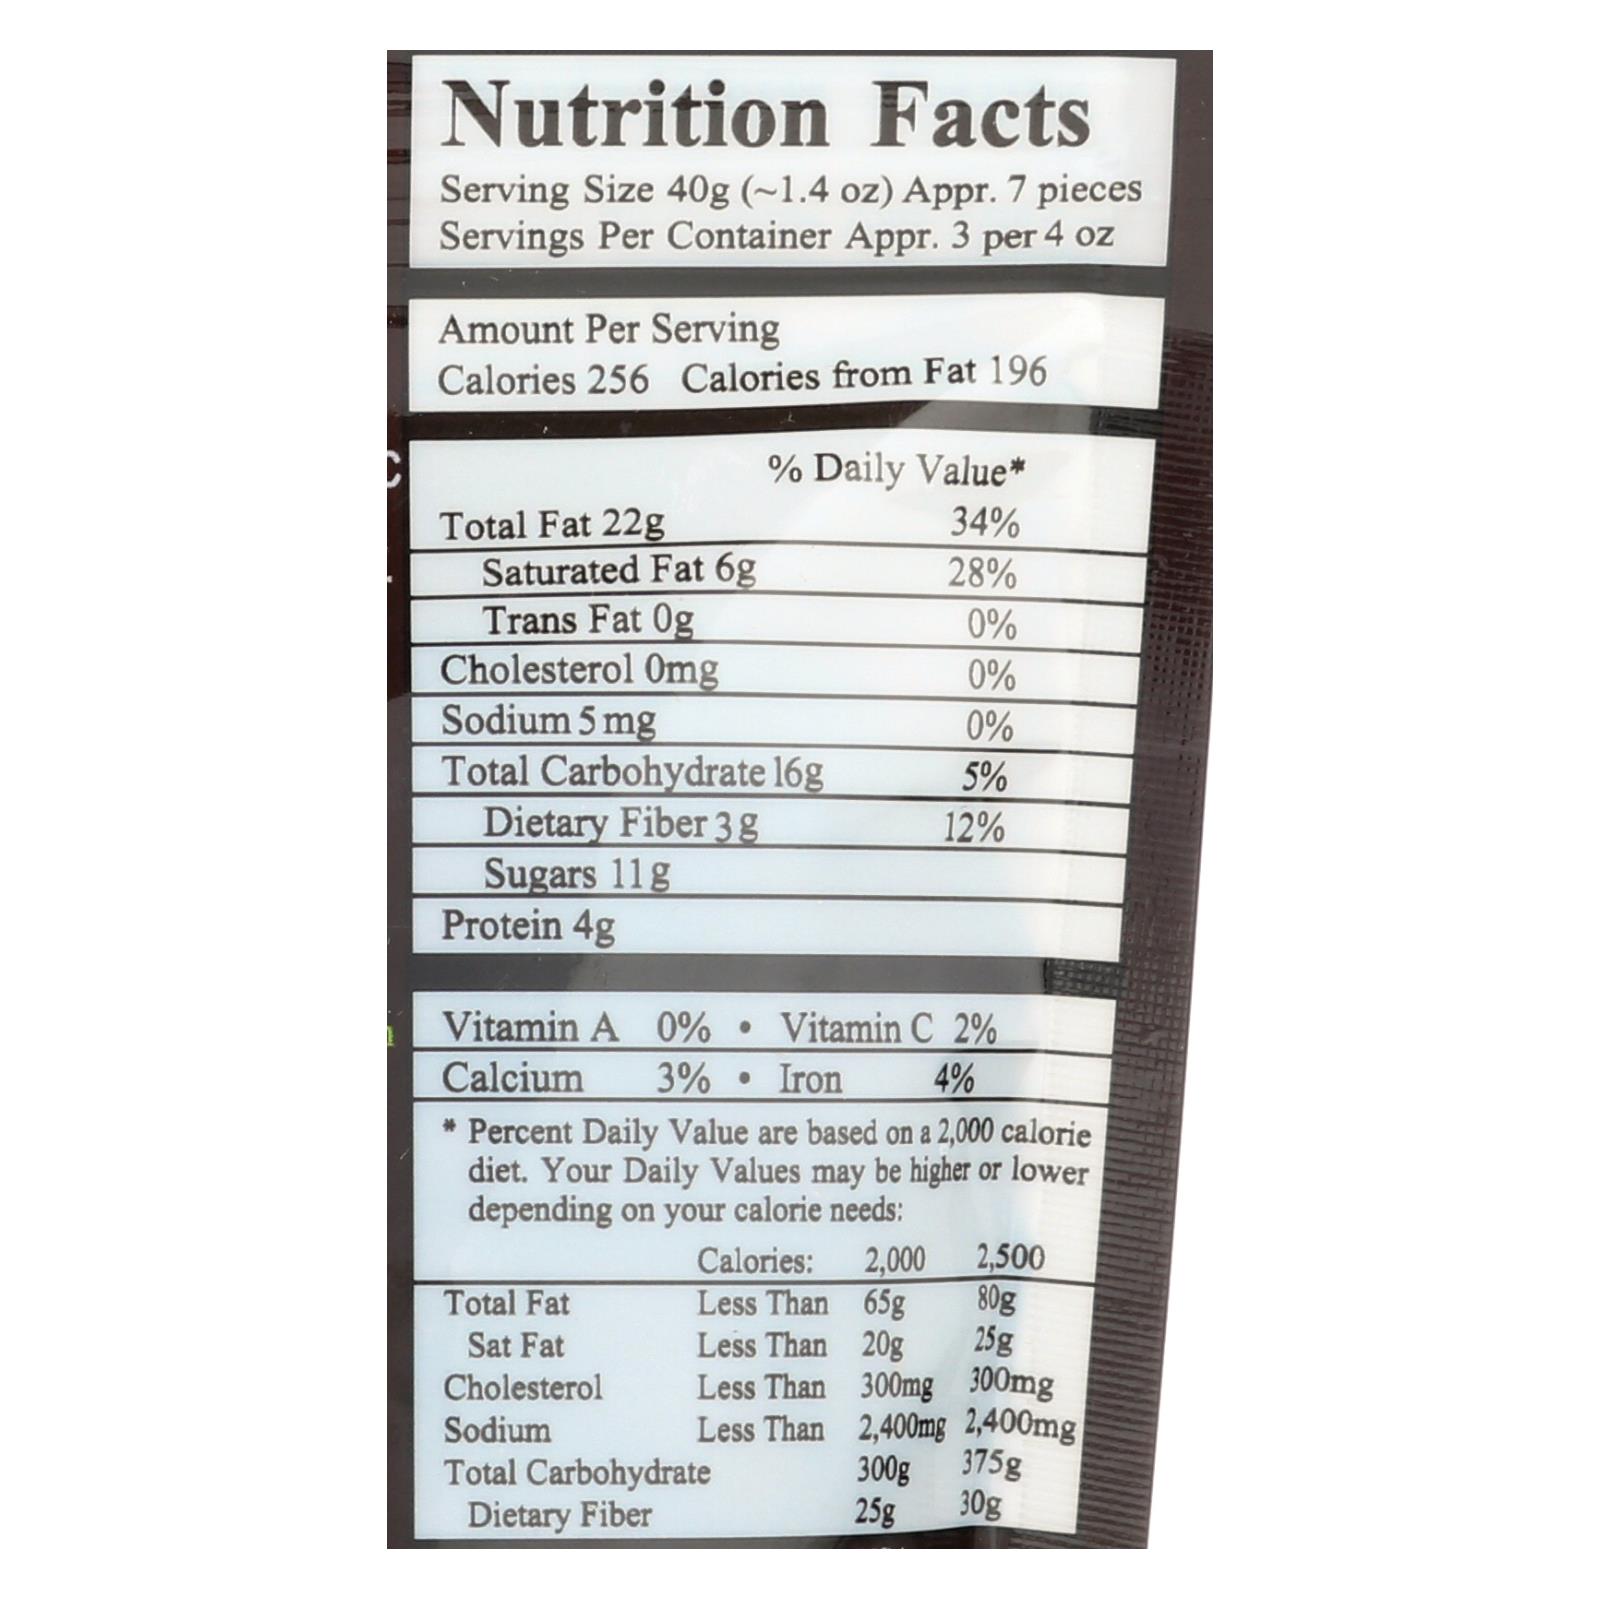 Nutrition Facts
Serving Size 40g (~1.4 oz) Appr. 7 pieces
Servings Per Container Appr. 3 per 4 oz
Amount Per Serving
Calories 256 Calories from Fat 196
% Daily Value*
Total Fat 22g 34%
Saturated Fat 6g 28%
Trans Fat 0g 0%
Cholesterol 0mg 0%
Sodium 5mg 0%
Total Carbohydrate 16g 5%
Dietary Fiber 3g 12%
Sugars 11g
Protein 4g
Vitamin A 0% • Vitamin C 2%
Calcium 3% • Iron 4%
* Percent Daily Value are based on a 2,000 calorie
diet. Your Daily Values may be higher or lower
depending on your calorie needs:
Calories: 2,000 2,500
Total Fat Less Than 65g 80g
Sat Fat Less Than 20g 25g
Cholesterol Less Than 300mg 300mg
Sodium Less Than 2,400mg 2,400mg
Total Carbohydrate 300g 375g
Dietary Fiber 25g 30g